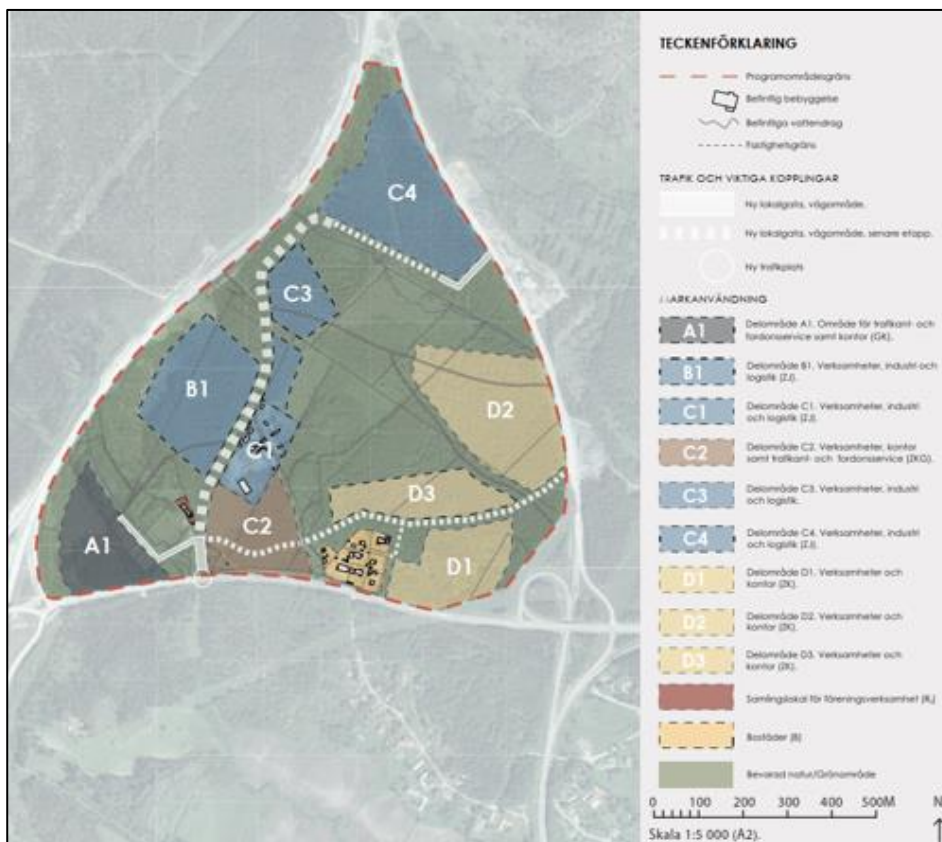 TECKENFÖRKLARING
Programområdesgräns
Befintlig bebyggelse
Befintliga vattendrag
Fastighetsgräns
TRAFIK OCH VIKTIGA KOPPLINGAR
Ny lokalgata, vägområde.
Ny lokalgata, vägområde, senare etapp.
Ny trafikplats
MARKANVÄNDNING
A1 Delområde A1. Område för trafikant- och
fordonsservice samt kontor (GK).
B1 Delområde B1. Verksamheter, industri och
logistik (ZJ).
C1 Delområde C1. Verksamheter, industri
och logistik (ZJ).
C2 Delområde C2. Verksamheter, kontor
samt trafikant- och fordonsservice (ZKG).
C3 Delområde C3. Verksamheter, industri
och logistik.
C4 Delområde C4. Verksamheter, industri
och logistik (ZJ).
D1 Delområde D1. Verksamheter och
kontor (ZK).
D2 Delområde D2. Verksamheter och
kontor (ZK).
D3 Delområde D3. Verksamheter och
kontor (ZK).
Samlingslokal för föreningsverksamhet
Bostäder (B)
Bevarad natur/Grönområde
0 100 200 300 400 500M N
Skala 1:5 000 (A2).
C4
C3
B1
D2
C1
D3
C2
A1
D1